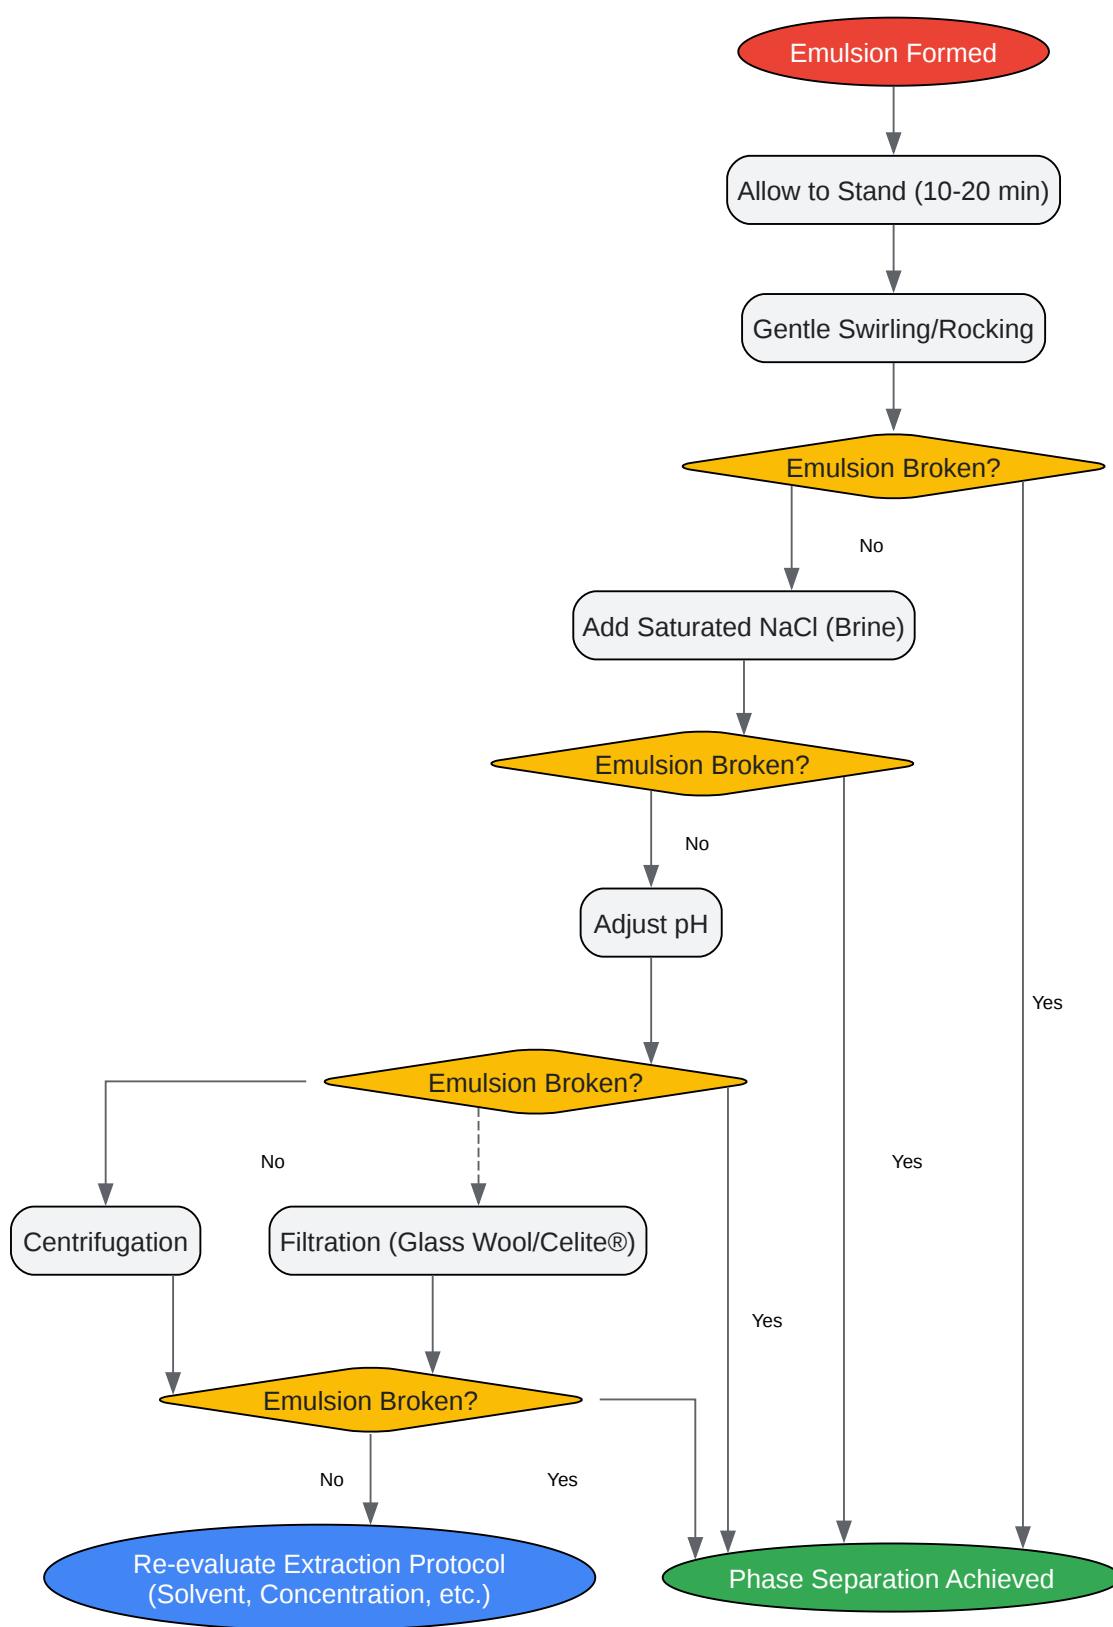 Emulsion Formed
Allow to Stand (10-20 min)
Gentle Swirling/Rocking
Emulsion Broken?
No
Add Saturated NaCl (Brine)
Emulsion Broken?
No
Adjust pH
Yes
Emulsion Broken?
No
Yes
Centrifugation
Filtration (Glass Wool/Celite®)
Yes
Emulsion Broken?
No
Yes
Re-evaluate Extraction Protocol
(Solvent, Concentration, etc.)
Phase Separation Achieved